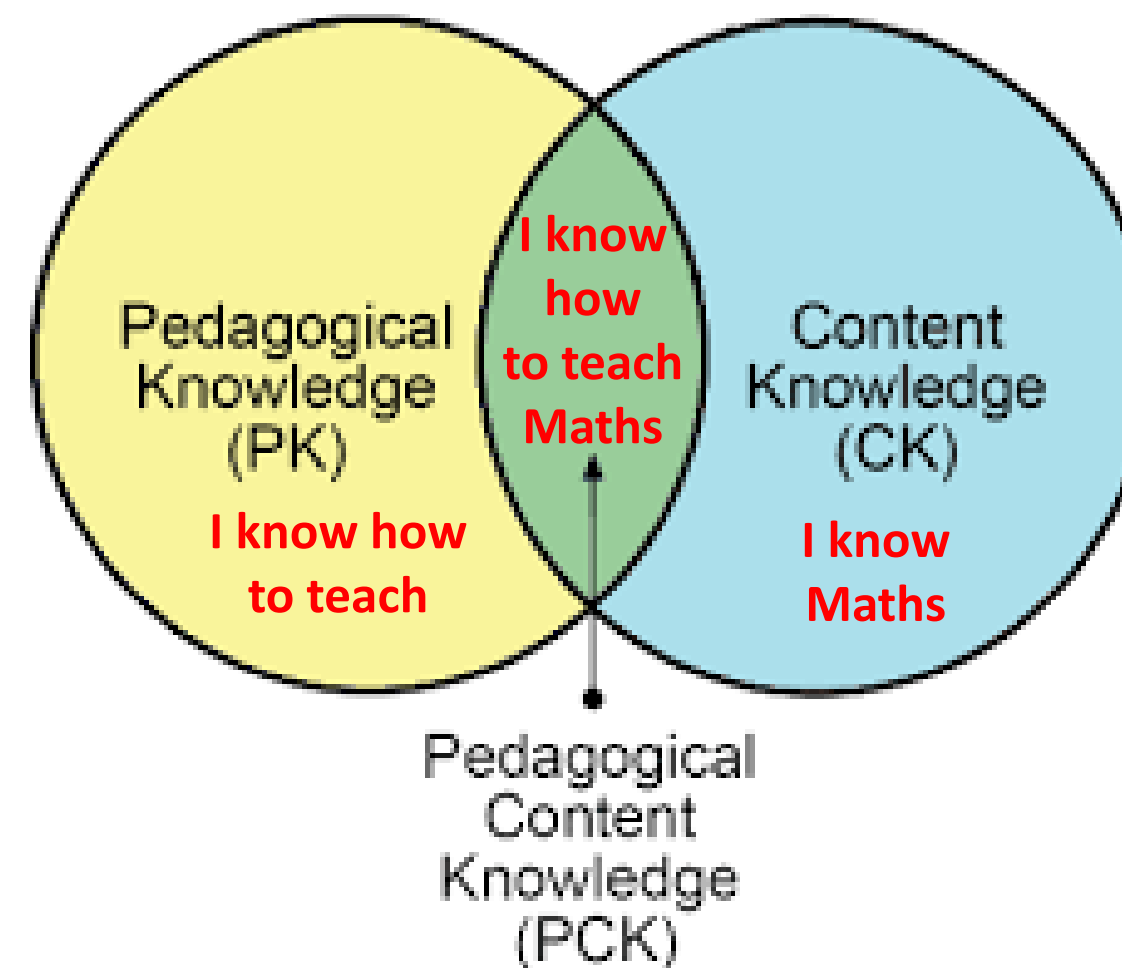 Pedagogical
Knowledge
(PK)
I know how
to teach
I know
how
to teach
Maths
Content
Knowledge
(CK)
I know
Maths
Pedagogical
Content
Knowledge
(PCK)